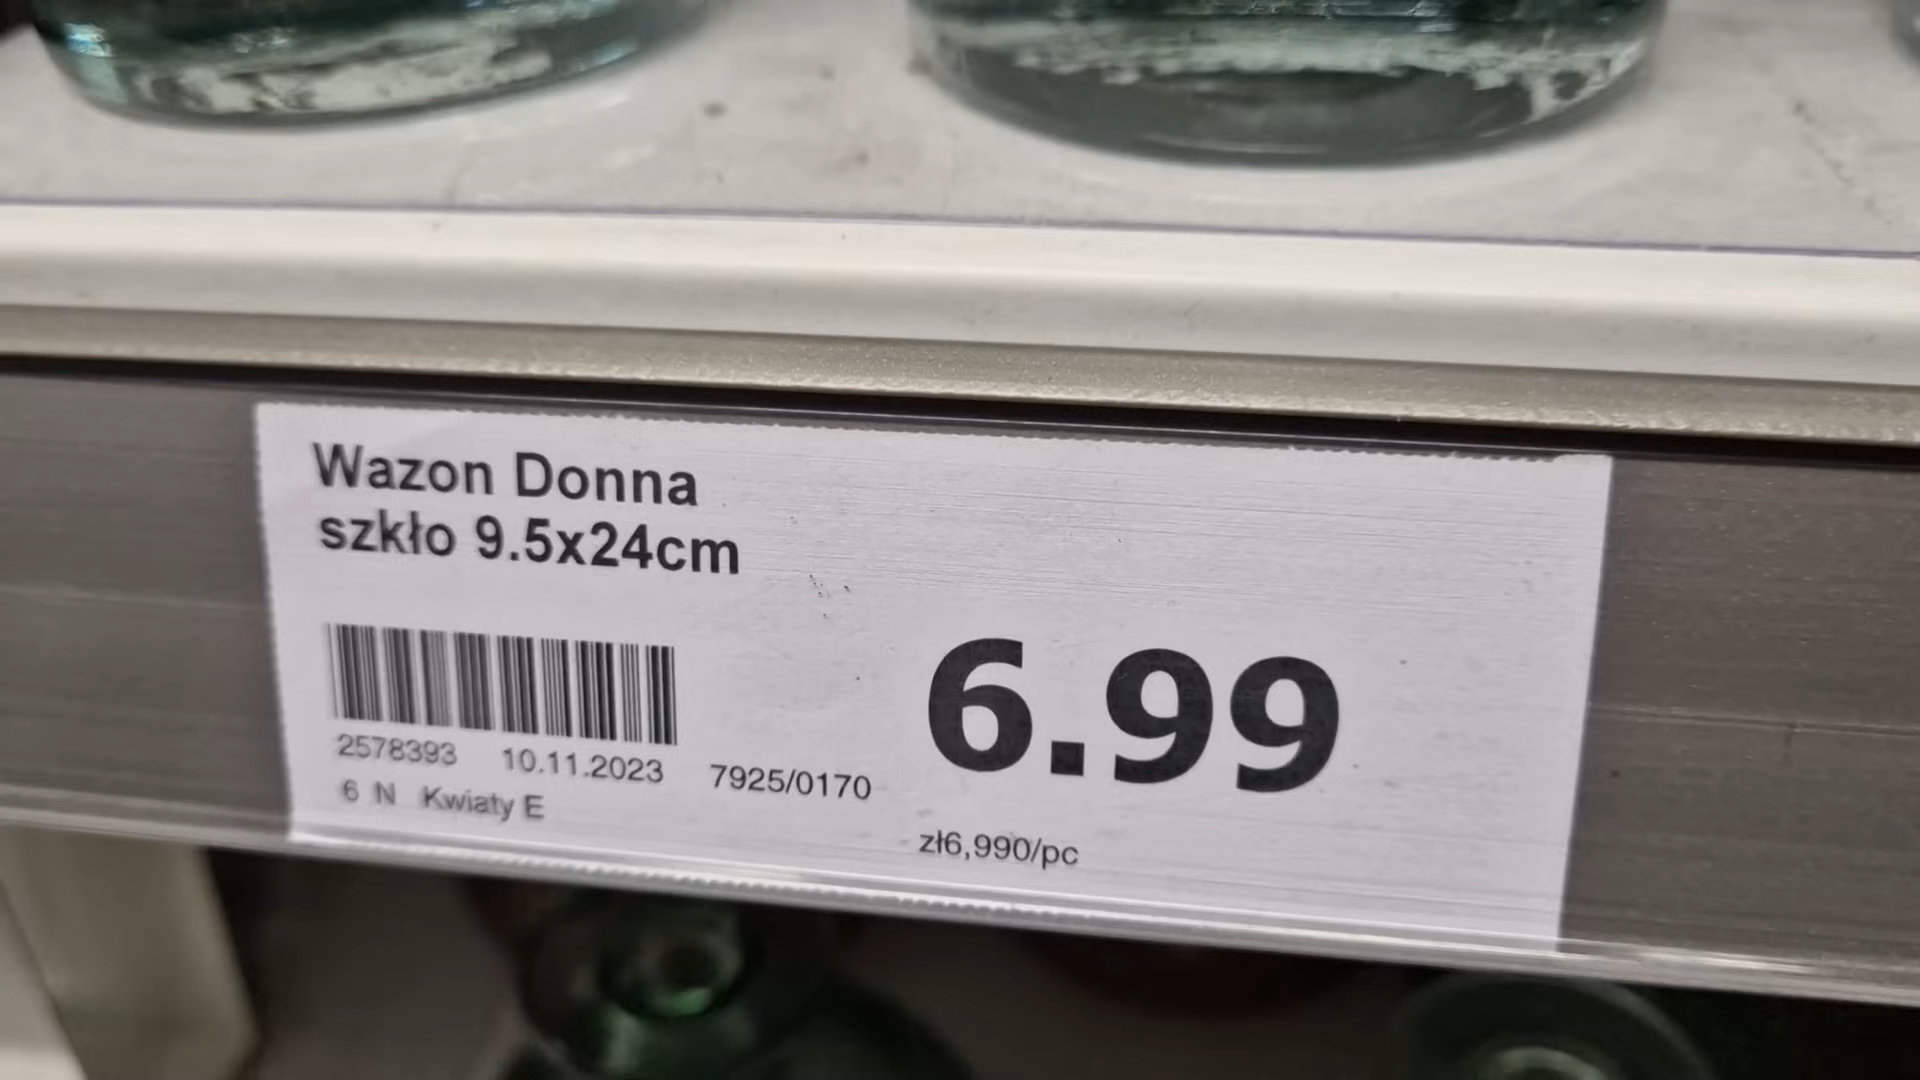 Wazon Donna
szkło 9.5x24cm
6.99
2578393 10.11.2023 7925/0170
6 N Kwiaty E
zł6,990/pc